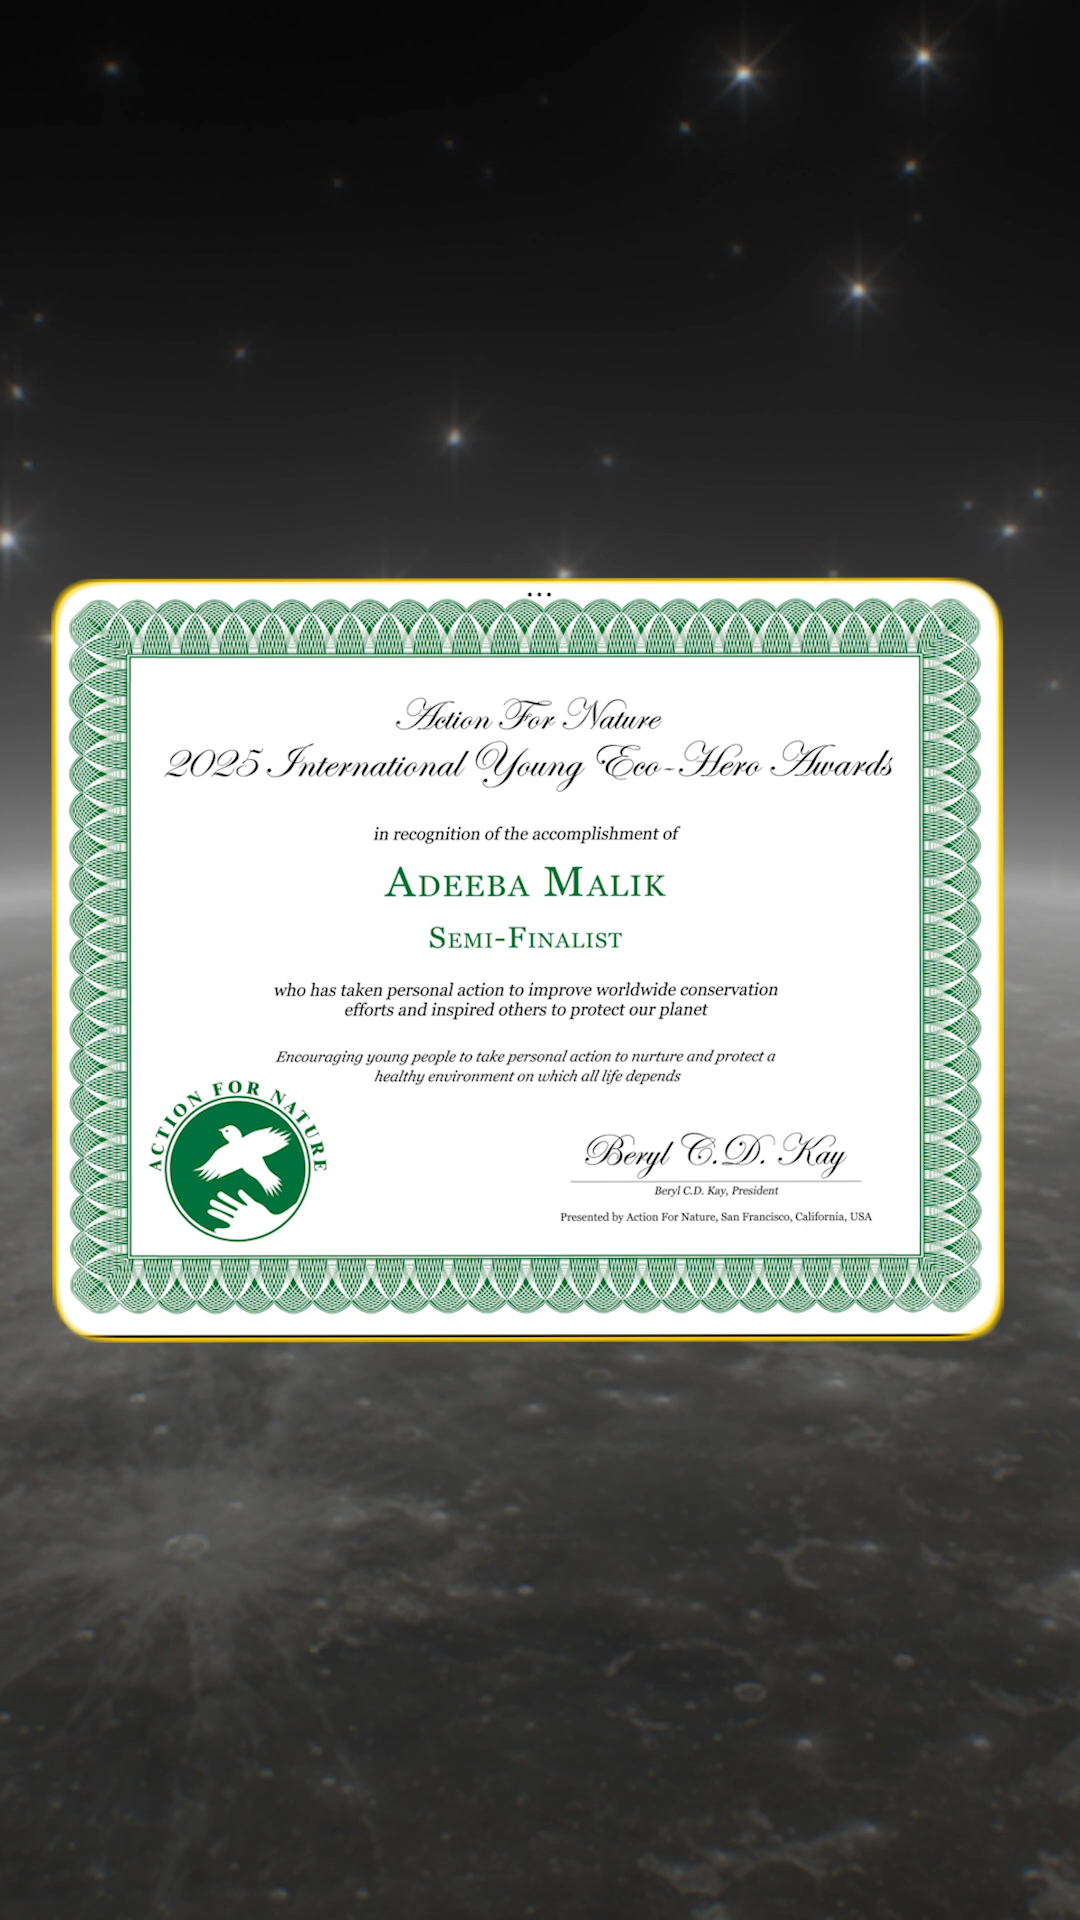 Action For Nature
2025 International Young Eco-Hero Awards
in recognition of the accomplishment of
Adeeba Malik
Semi-Finalist
who has taken personal action to improve worldwide conservation
efforts and inspired others to protect our planet
Encouraging young people to take personal action to nurture and protect a
healthy environment on which all life depends
ACTION FOR NATURE
Beryl C.D. Kay
Beryl C.D. Kay, President
Presented by Action For Nature, San Francisco, California, USA